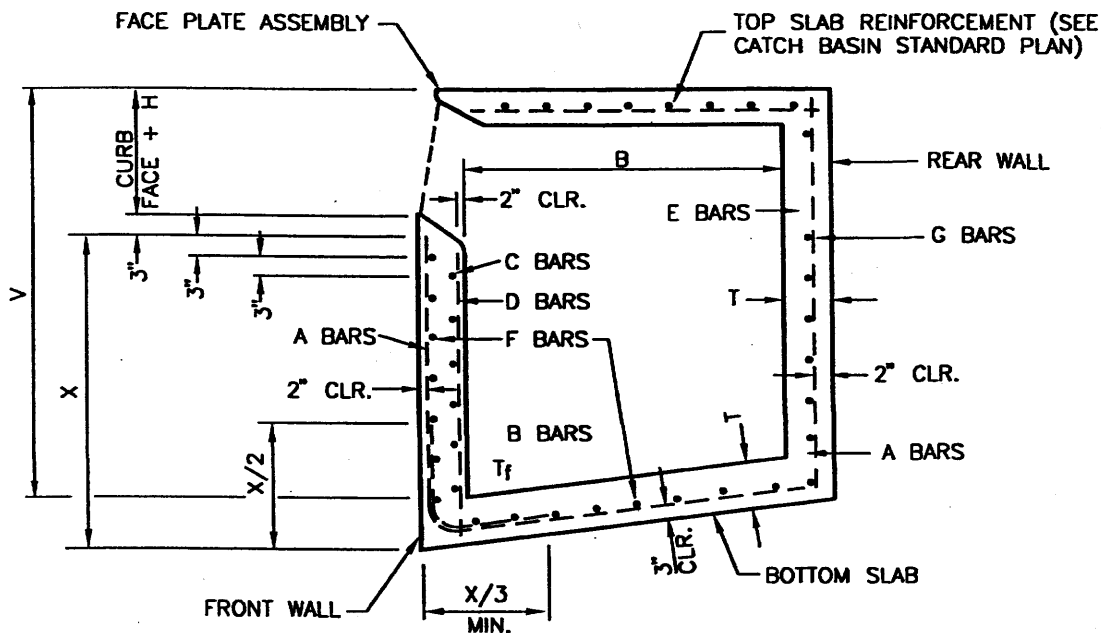 FACE PLATE ASSEMBLY
TOP SLAB REINFORCEMENT (SEE
CATCH BASIN STANDARD PLAN)
CURB
FACE + H
B
REAR WALL
2" CLR.
E BARS
G BARS
3"
3"
3"
C BARS
V
D BARS
T
A BARS
F BARS
X
2" CLR.
2" CLR.
B BARS
T
X/2
Tf
A BARS
3"
CLR.
BOTTOM SLAB
X/3
MIN.
FRONT WALL